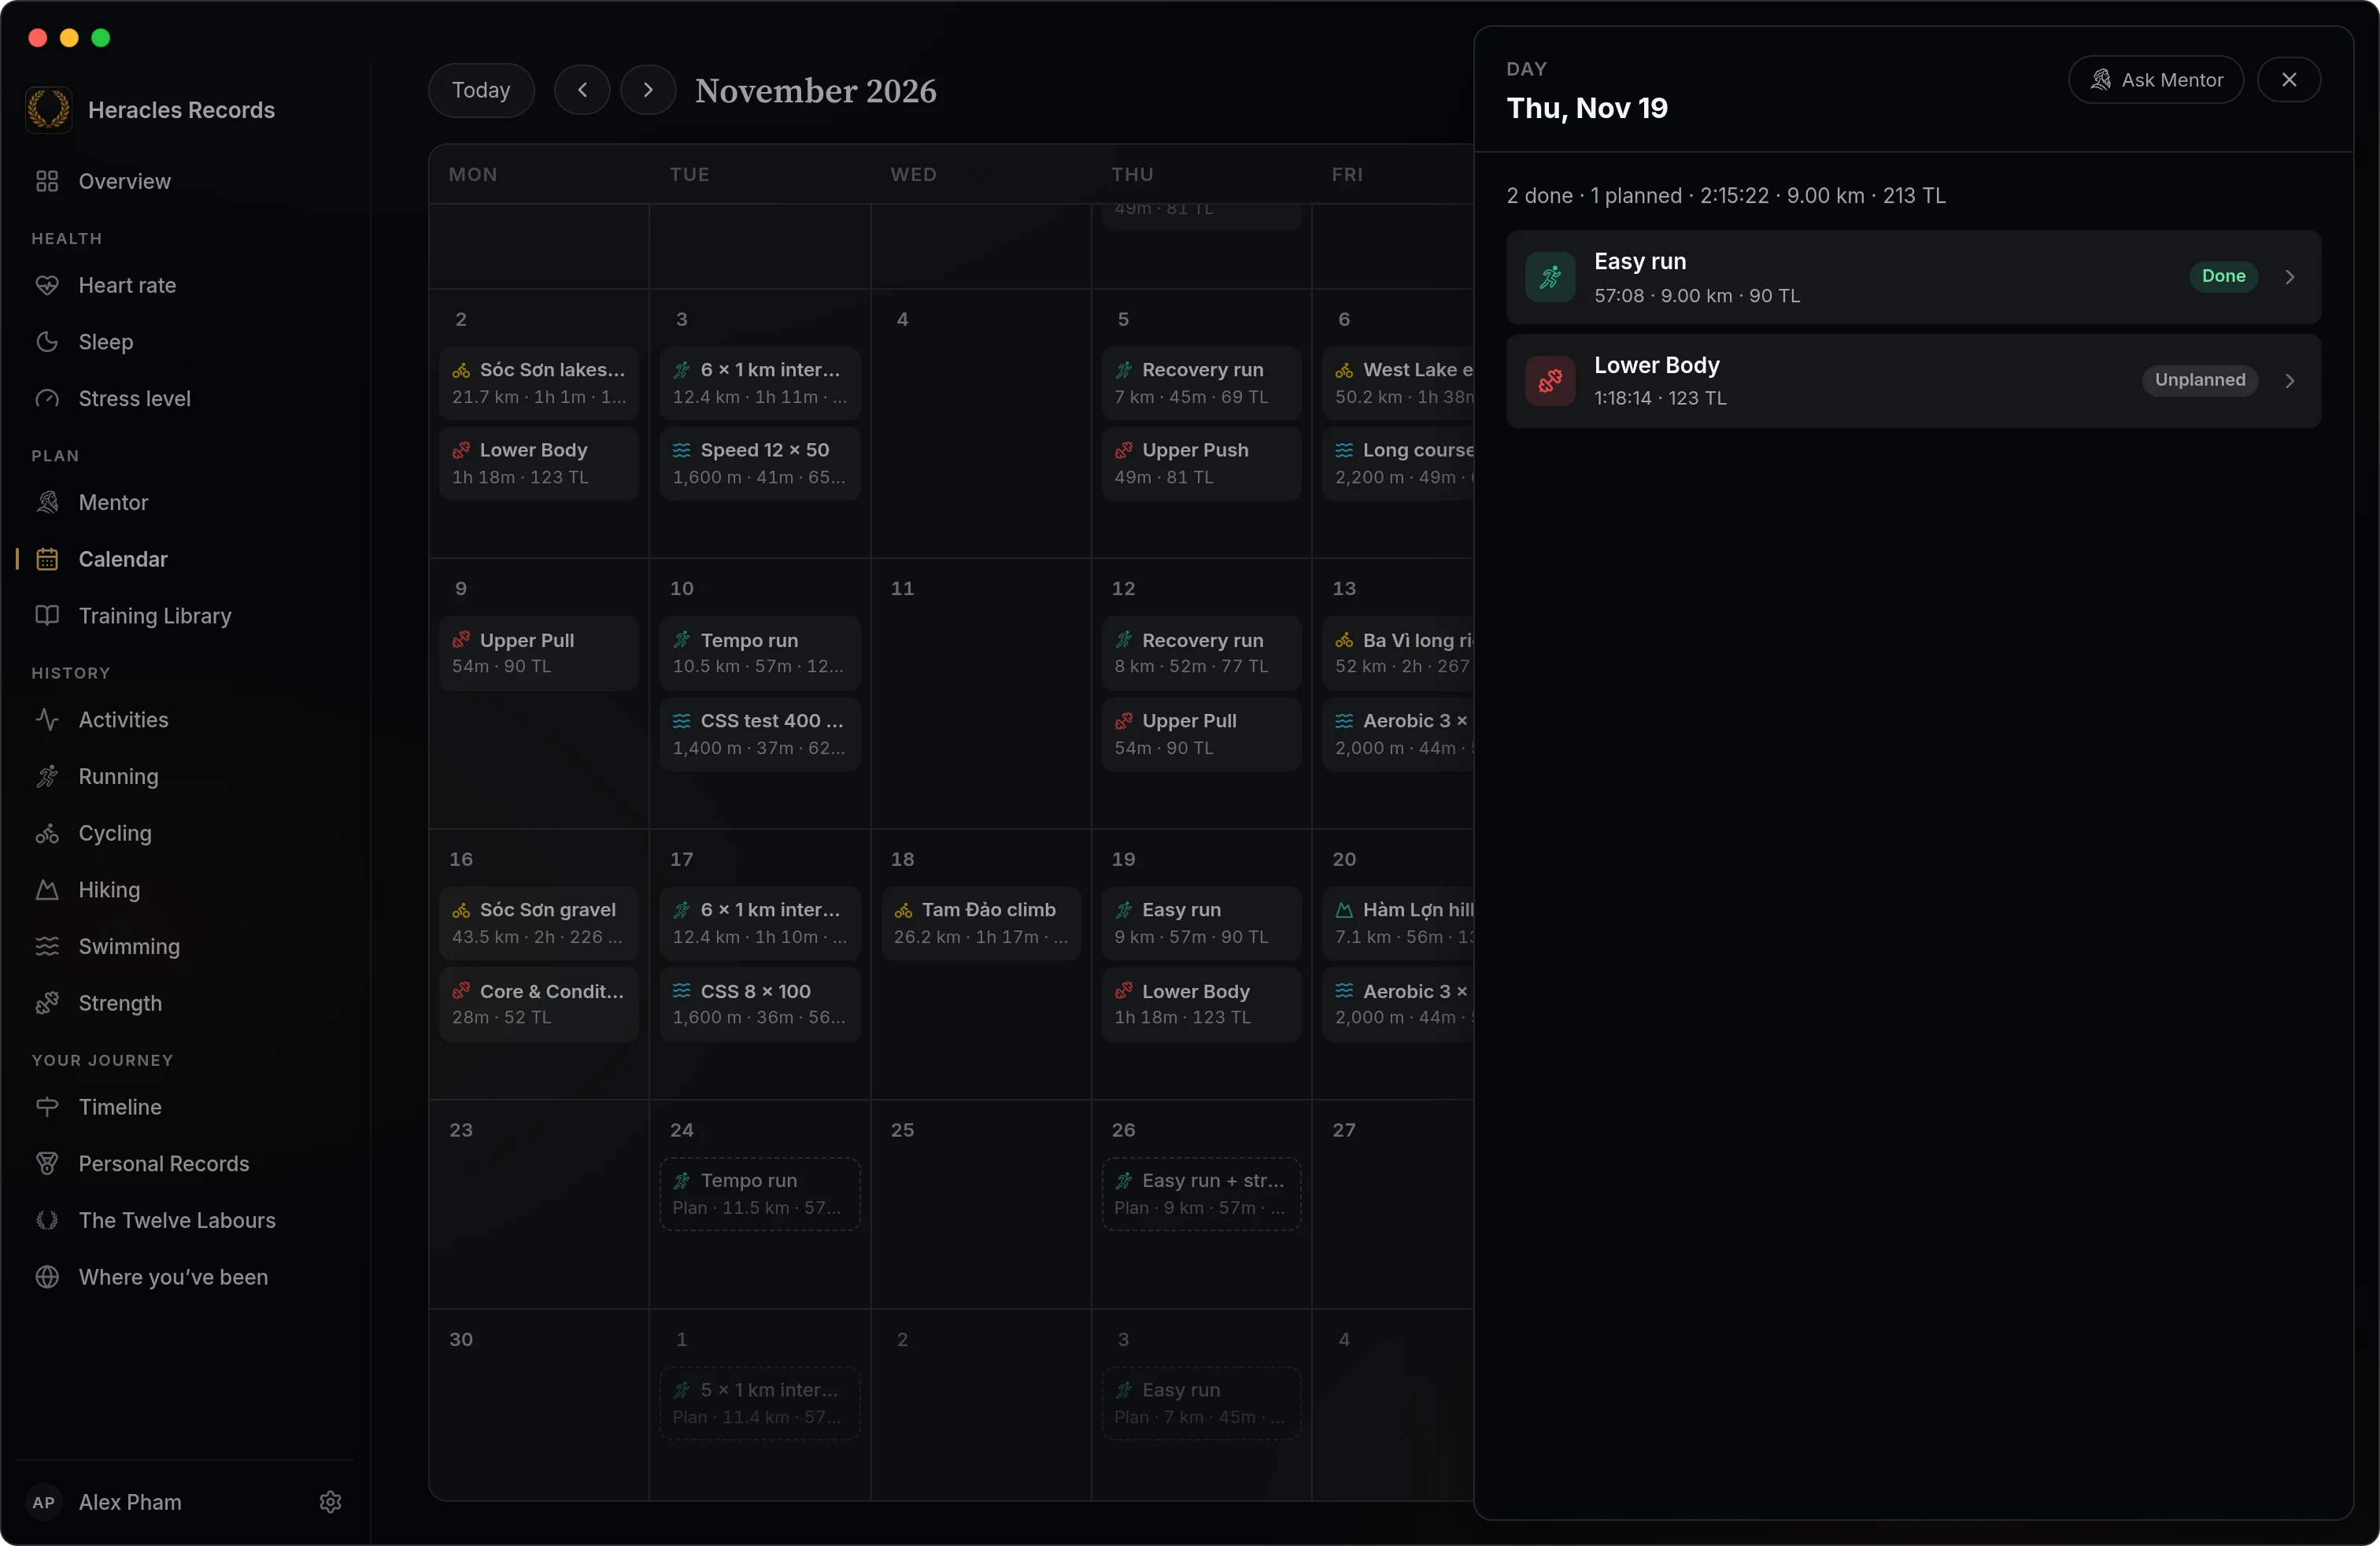 Heracles Records
Overview
HEALTH
Heart rate
Sleep
Stress level
PLAN
Mentor
Calendar
Training Library
HISTORY
Activities
Running
Cycling
Hiking
Swimming
Strength
YOUR JOURNEY
Timeline
Personal Records
The Twelve Labours
Where you’ve been
AP
Alex Pham
Today
November 2026
MON
TUE
WED
THU
FRI
49m · 81 TL
2
Sóc Sơn lakes...
21.7 km · 1h 1m · 1...
Lower Body
1h 18m · 123 TL
3
6 × 1 km inter...
12.4 km · 1h 11m · ...
Speed 12 × 50
1,600 m · 41m · 65...
4
5
Recovery run
7 km · 45m · 69 TL
Upper Push
49m · 81 TL
6
West Lake e
50.2 km · 1h 38m
Long course
2,200 m · 49m ·
9
Upper Pull
54m · 90 TL
10
Tempo run
10.5 km · 57m · 12...
CSS test 400 ...
1,400 m · 37m · 62...
11
12
Recovery run
8 km · 52m · 77 TL
Upper Pull
54m · 90 TL
13
Ba Vì long ri
52 km · 2h · 267
Aerobic 3 ×
2,000 m · 44m ·
16
Sóc Sơn gravel
43.5 km · 2h · 226 ...
Core & Condit...
28m · 52 TL
17
6 × 1 km inter...
12.4 km · 1h 10m · ...
CSS 8 × 100
1,600 m · 36m · 56...
18
Tam Đảo climb
26.2 km · 1h 17m · ...
19
Easy run
9 km · 57m · 90 TL
Lower Body
1h 18m · 123 TL
20
Hàm Lợn hill
7.1 km · 56m · 13
Aerobic 3 ×
2,000 m · 44m ·
23
24
Tempo run
Plan · 11.5 km · 57...
25
26
Easy run + str...
Plan · 9 km · 57m · ...
27
30
1
5 × 1 km inter...
Plan · 11.4 km · 57...
2
3
Easy run
Plan · 7 km · 45m · ...
4
DAY
Thu, Nov 19
Ask Mentor
2 done · 1 planned · 2:15:22 · 9.00 km · 213 TL
Easy run
57:08 · 9.00 km · 90 TL
Done
Lower Body
1:18:14 · 123 TL
Unplanned